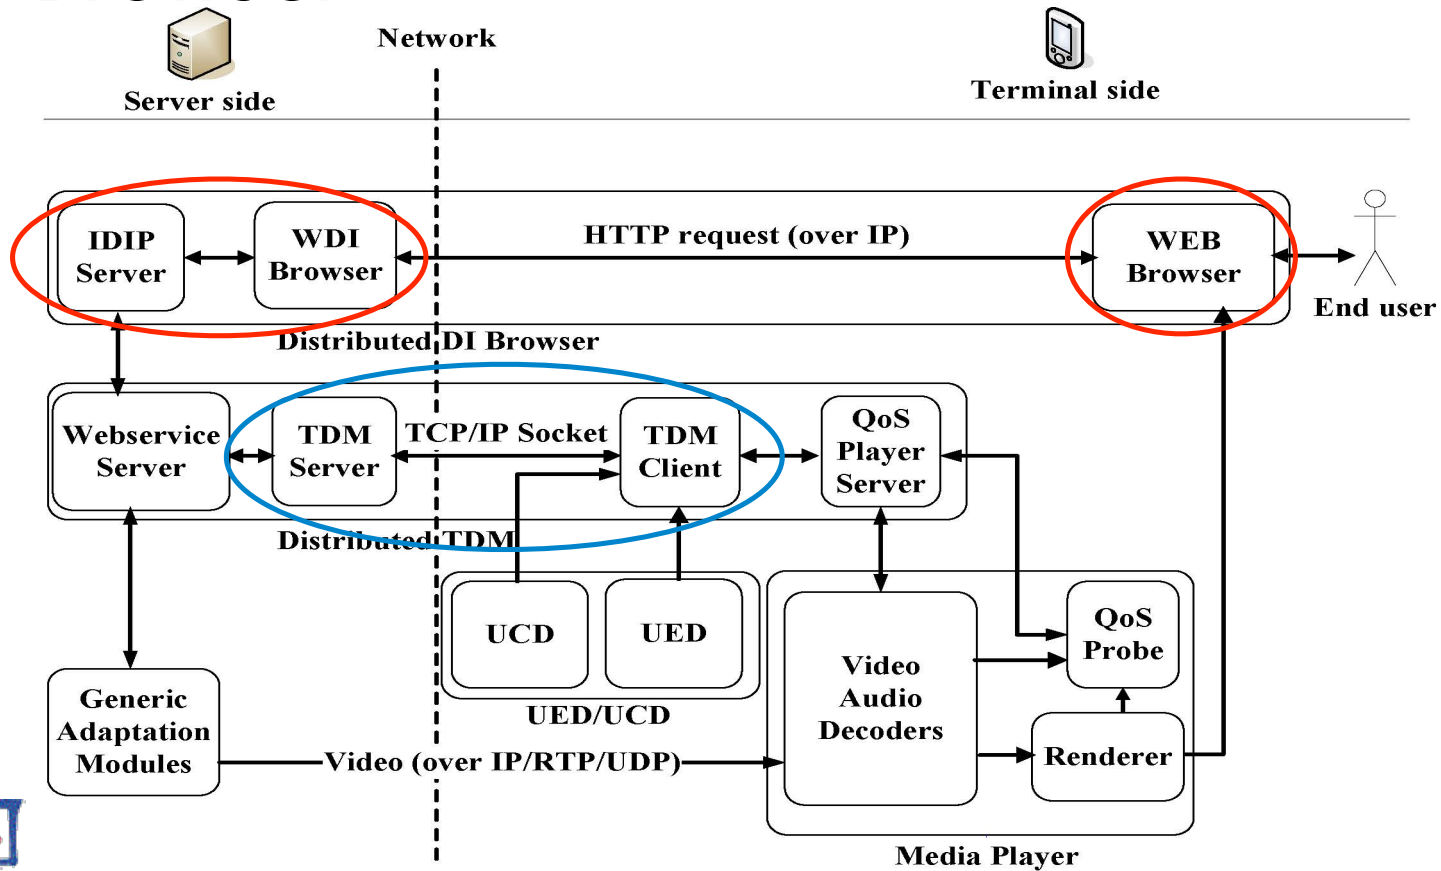 Network
Server side
Terminal side
IDIP
Server
WDI
Browser
HTTP request (over IP)
WEB
Browser
End user
Distributed DI Browser
Webservice
Server
TDM
Server
TCP/IP Socket
TDM
Client
QoS
Player
Server
Distributed TDM
UCD
UED
UED/UCD
QoS
Probe
Video
Audio
Decoders
Generic
Adaptation
Modules
Video (over IP/RTP/UDP)
Renderer
Media Player